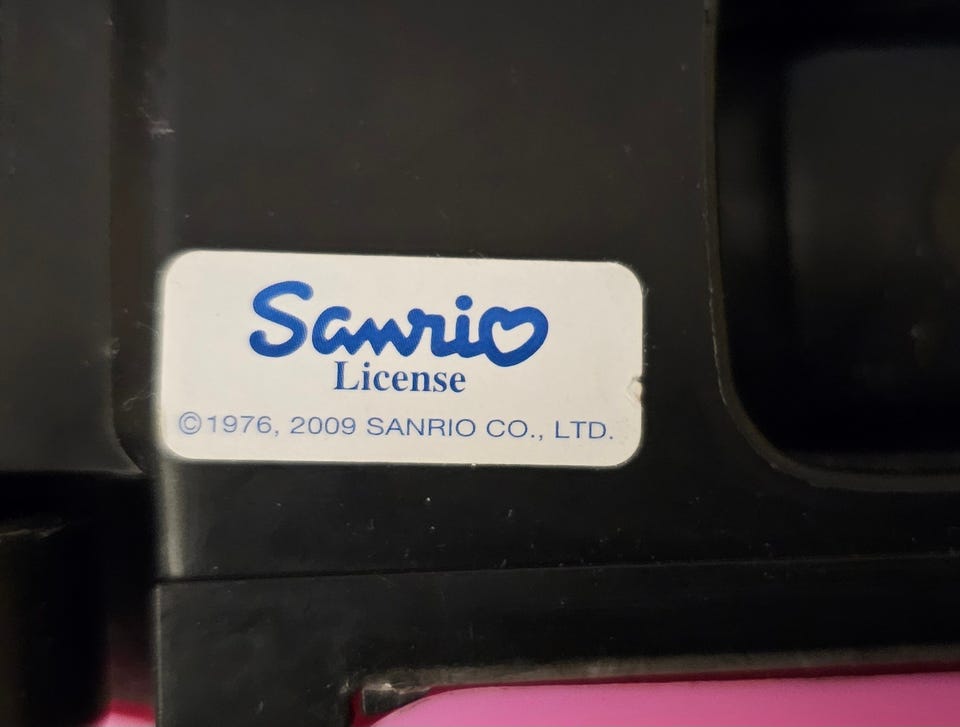 Sanrio
License
©1976, 2009 SANRIO CO., LTD.